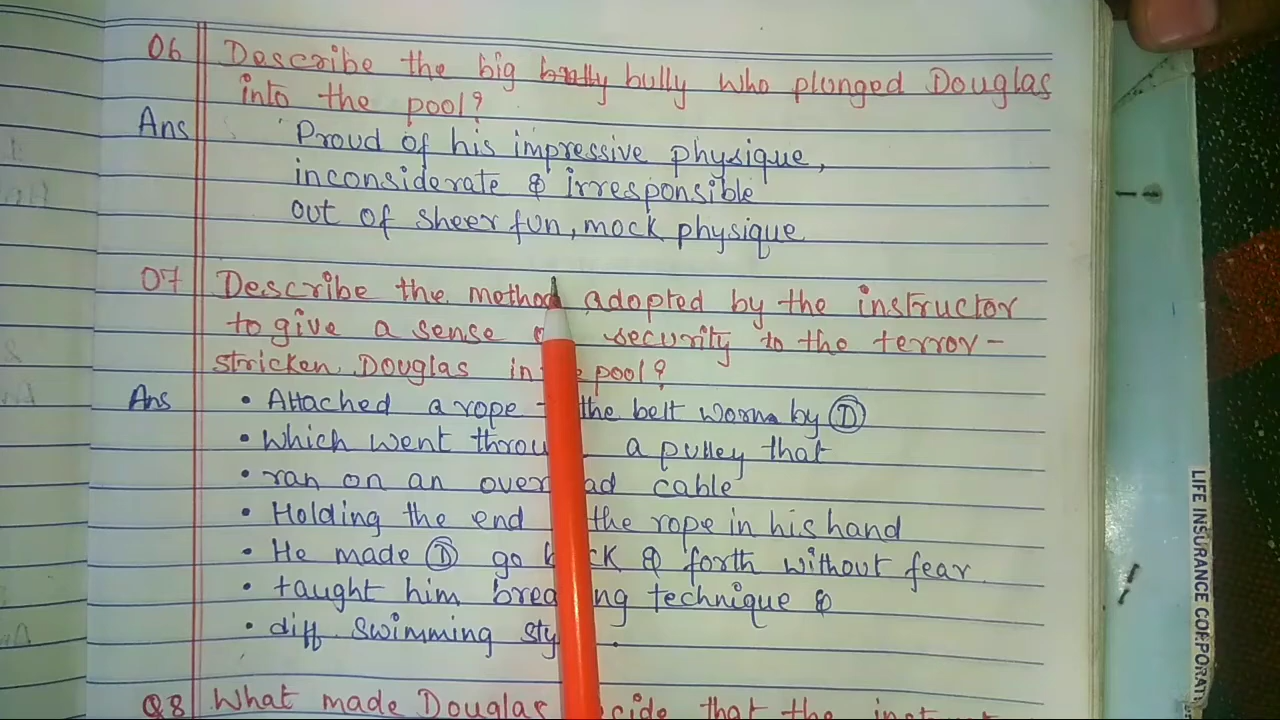 06 Describe the big bully who plunged Douglas
into the pool?
Ans Proud of his impressive physique,
inconsiderate & irresponsible
out of sheer fun, mock physique
07 Describe the method adopted by the instructor
to give a sense security to the terror-
stricken Douglas in pool?
Ans • Attached a rope the belt worn by D
• Which went a pulley that
• ran on an cable
• Holding the end the rope in his hand
• He made D go & forth without fear.
• taught him technique &
• diff swimming
Q8 What made Douglas that the
LIFE INSURANCE CORPORATI